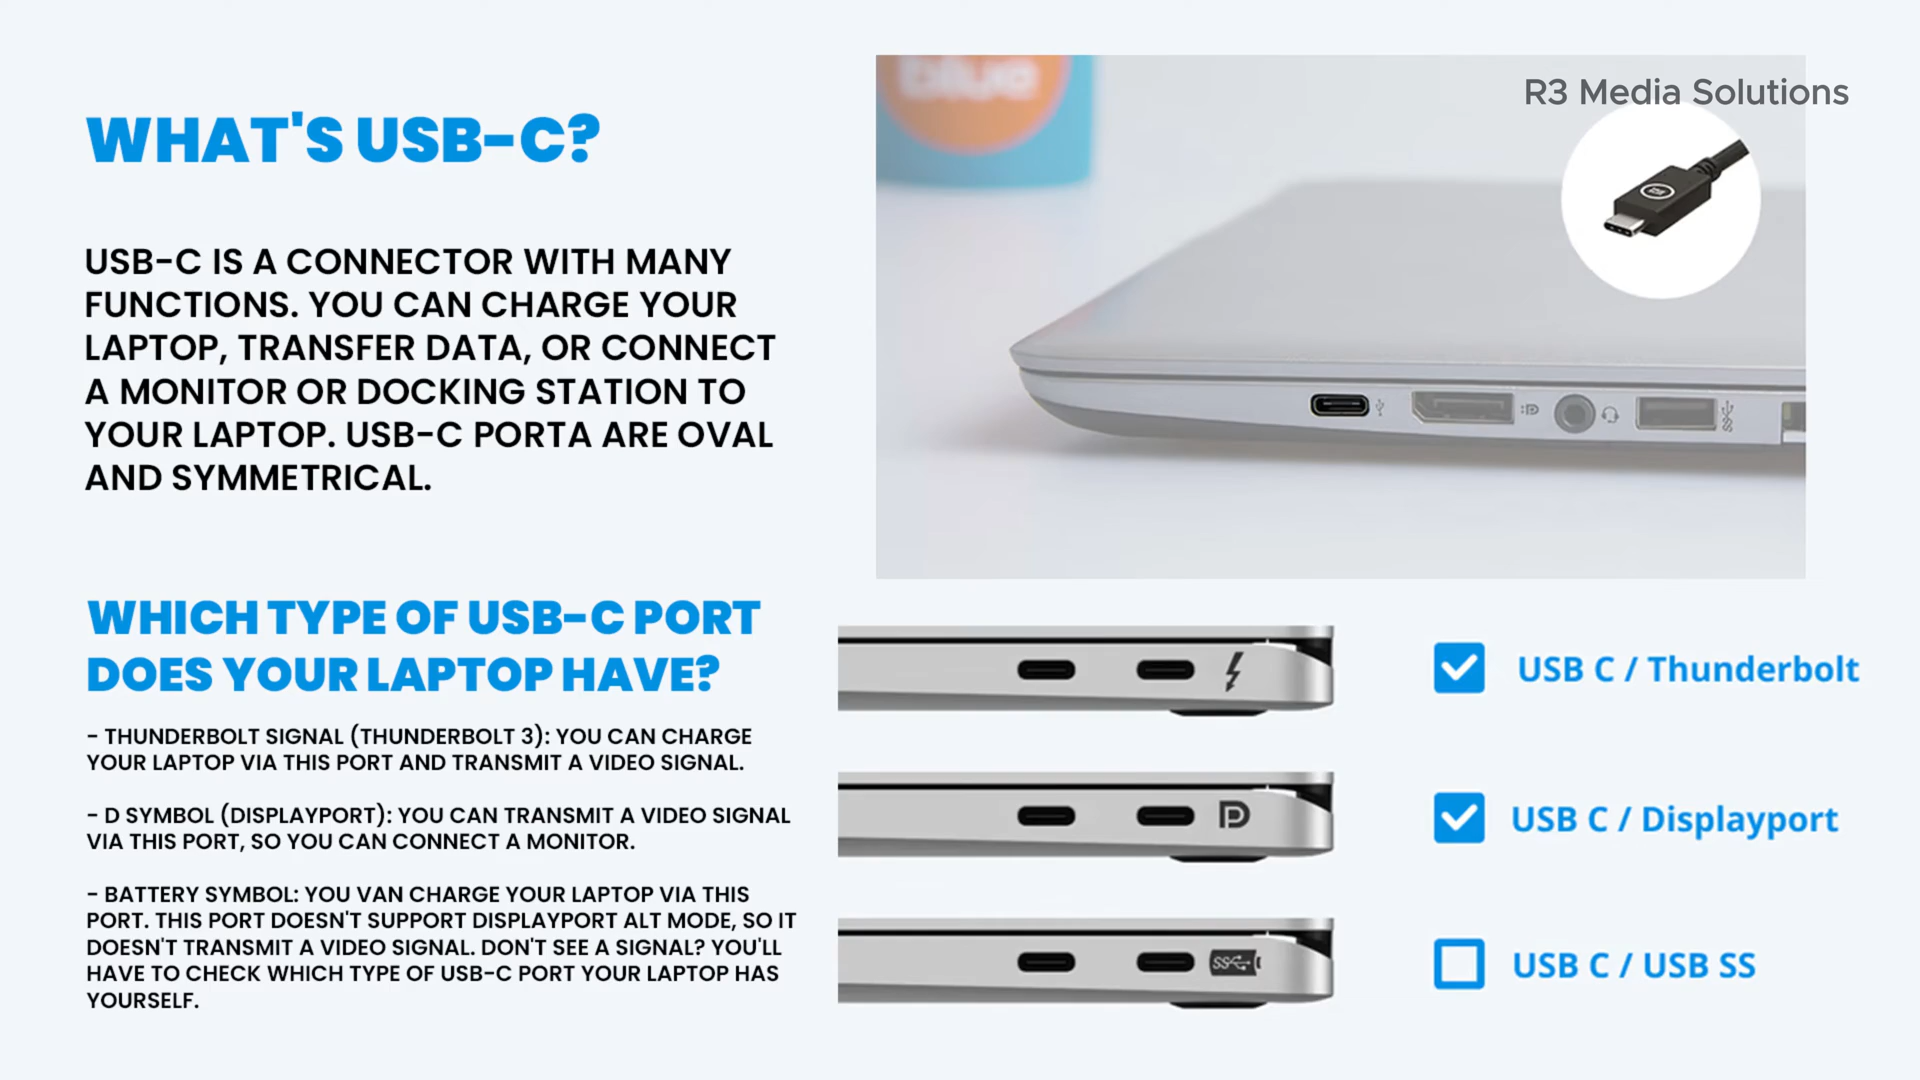 R3 Media Solutions
blue
WHAT'S USB-C?
USB-C IS A CONNECTOR WITH MANY
FUNCTIONS. YOU CAN CHARGE YOUR
LAPTOP, TRANSFER DATA, OR CONNECT
A MONITOR OR DOCKING STATION TO
YOUR LAPTOP. USB-C PORTA ARE OVAL
AND SYMMETRICAL.
WHICH TYPE OF USB-C PORT
DOES YOUR LAPTOP HAVE?
- THUNDERBOLT SIGNAL (THUNDERBOLT 3): YOU CAN CHARGE
YOUR LAPTOP VIA THIS PORT AND TRANSMIT A VIDEO SIGNAL.
- D SYMBOL (DISPLAYPORT): YOU CAN TRANSMIT A VIDEO SIGNAL
VIA THIS PORT, SO YOU CAN CONNECT A MONITOR.
- BATTERY SYMBOL: YOU VAN CHARGE YOUR LAPTOP VIA THIS
PORT. THIS PORT DOESN'T SUPPORT DISPLAYPORT ALT MODE, SO IT
DOESN'T TRANSMIT A VIDEO SIGNAL. DON'T SEE A SIGNAL? YOU'LL
HAVE TO CHECK WHICH TYPE OF USB-C PORT YOUR LAPTOP HAS
YOURSELF.
USB C / Thunderbolt
USB C / Displayport
SS
USB C / USB SS